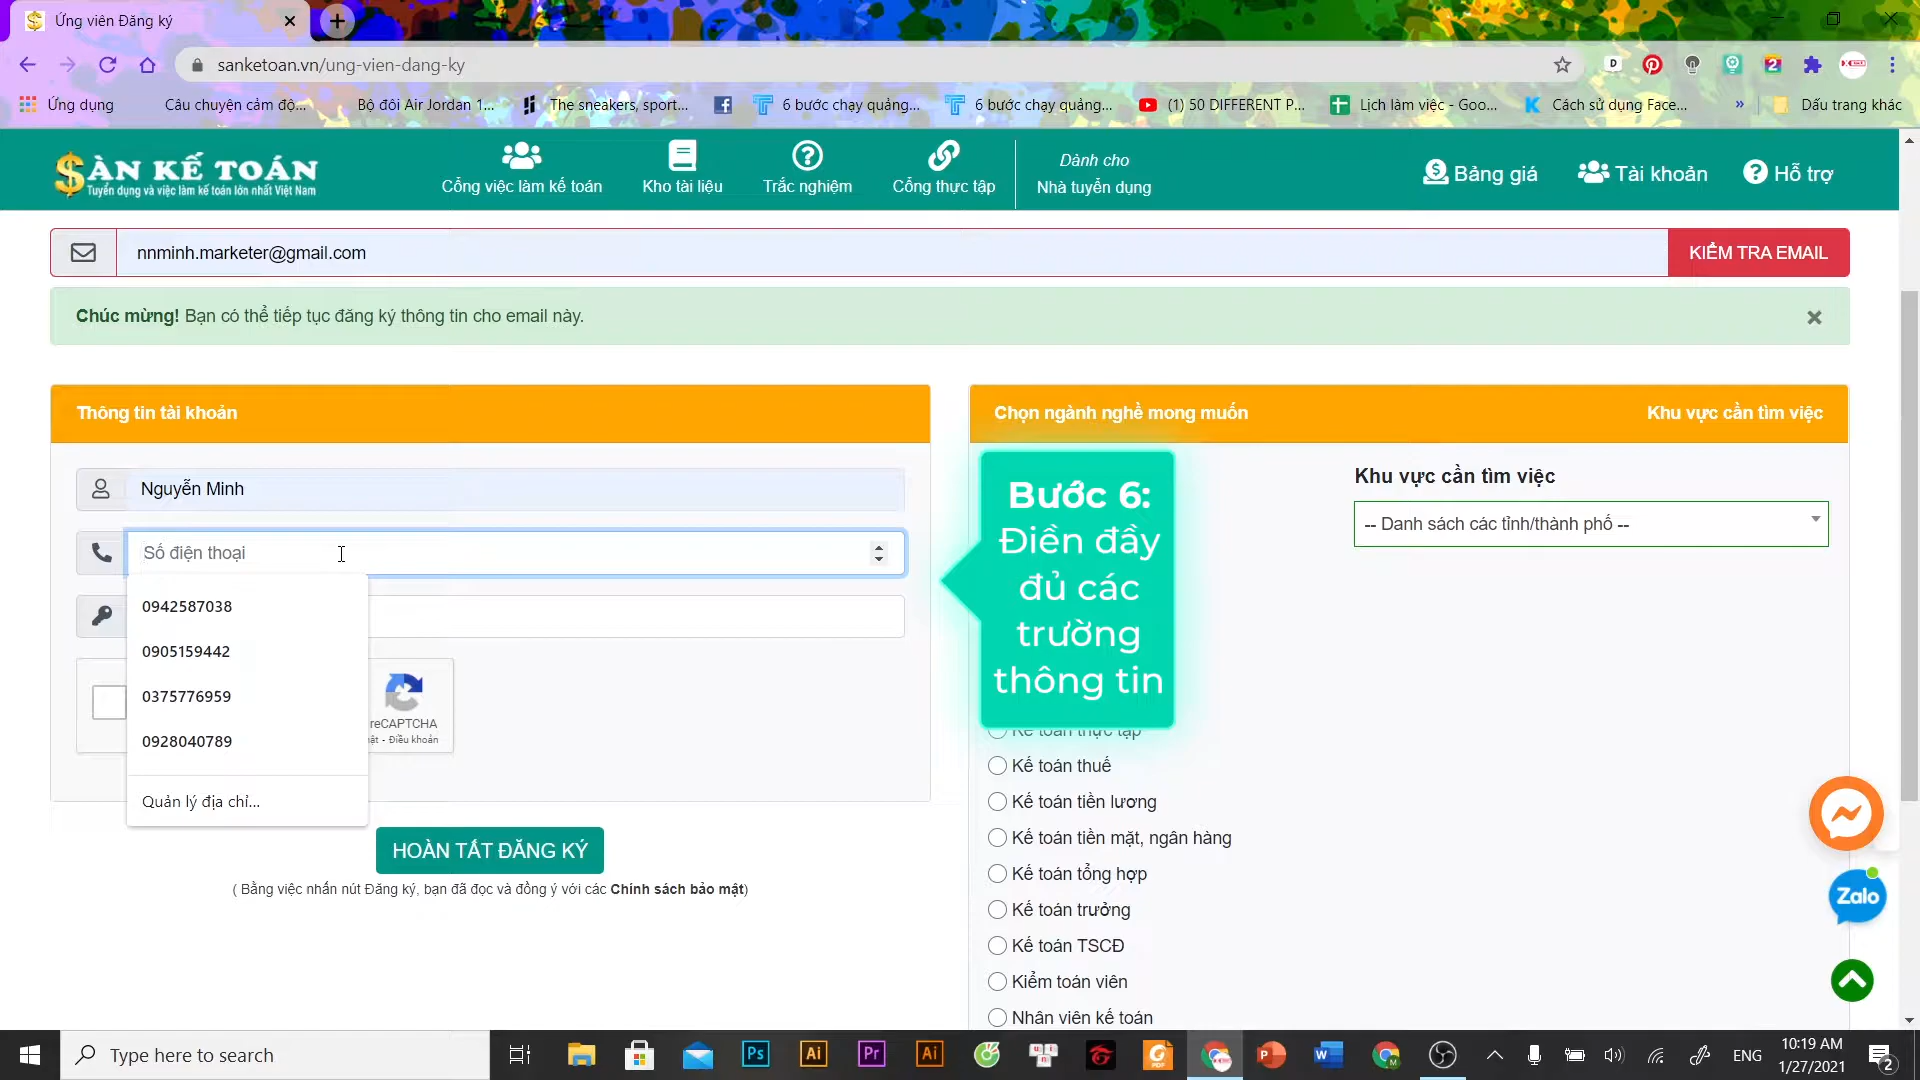 Ứng viên Đăng ký
sanketoan.vn/ung-vien-dang-ky
Ứng dụng
Câu chuyện cảm độ...
Bộ đôi Air Jordan 1...
The sneakers, sport...
6 bước chạy quảng...
6 bước chạy quảng...
(1) 50 DIFFERENT P...
Lịch làm việc - Goo...
Cách sử dụng Face...
Dấu trang khác
SÀN KẾ TOÁN
Tuyển dụng và việc làm kế toán lớn nhất Việt Nam
Cổng việc làm kế toán
Kho tài liệu
Trắc nghiệm
Cổng thực tập
Dành cho
Nhà tuyển dụng
Bảng giá
Tài khoản
Hỗ trợ
nnminh.marketer@gmail.com
KIỂM TRA EMAIL
Chúc mừng! Bạn có thể tiếp tục đăng ký thông tin cho email này.
Thông tin tài khoản
Nguyễn Minh
Số điện thoại
0942587038
0905159442
0375776959
0928040789
Quản lý địa chỉ...
reCAPTCHA
- Điều khoản
HOÀN TẤT ĐĂNG KÝ
( Bằng việc nhấn nút Đăng ký, bạn đã đọc và đồng ý với các Chính sách bảo mật)
Chọn ngành nghề mong muốn
Khu vực cần tìm việc
Khu vực cần tìm việc
-- Danh sách các tỉnh/thành phố --
Bước 6:
Điền đầy
đủ các
trường
thông tin
Kế toán thực tập
Kế toán thuế
Kế toán tiền lương
Kế toán tiền mặt, ngân hàng
Kế toán tổng hợp
Kế toán trưởng
Kế toán TSCĐ
Kiểm toán viên
Nhân viên kế toán
Zalo
Type here to search
ENG
10:19 AM
1/27/2021
2